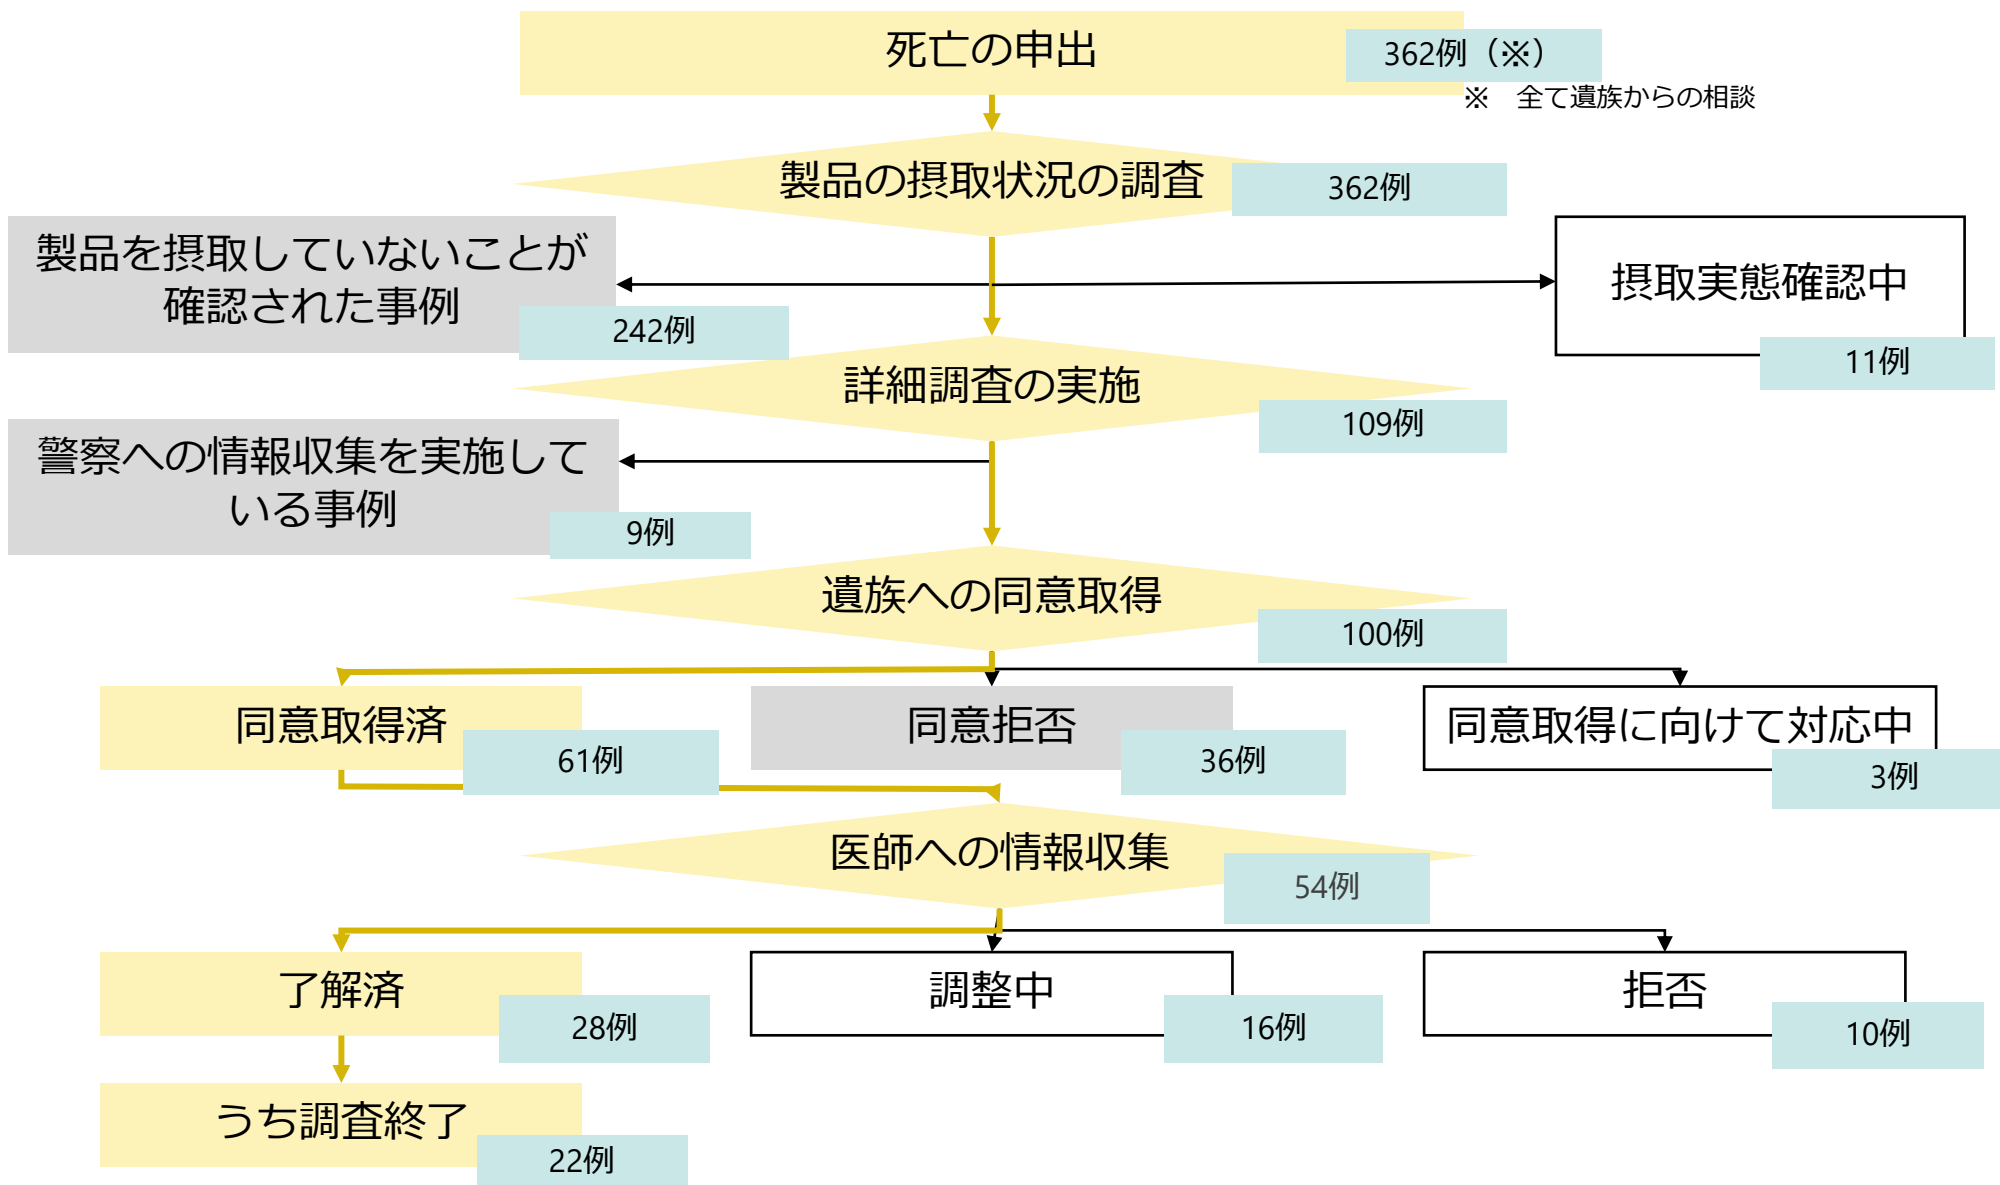 死亡の申出
362例（※）
※　全て遺族からの相談
製品の摂取状況の調査
362例
製品を摂取していないことが
確認された事例
242例
摂取実態確認中
11例
詳細調査の実施
109例
警察への情報収集を実施して
いる事例
9例
遺族への同意取得
100例
同意取得済
61例
同意拒否
36例
同意取得に向けて対応中
3例
医師への情報収集
54例
了解済
28例
調整中
16例
拒否
10例
うち調査終了
22例